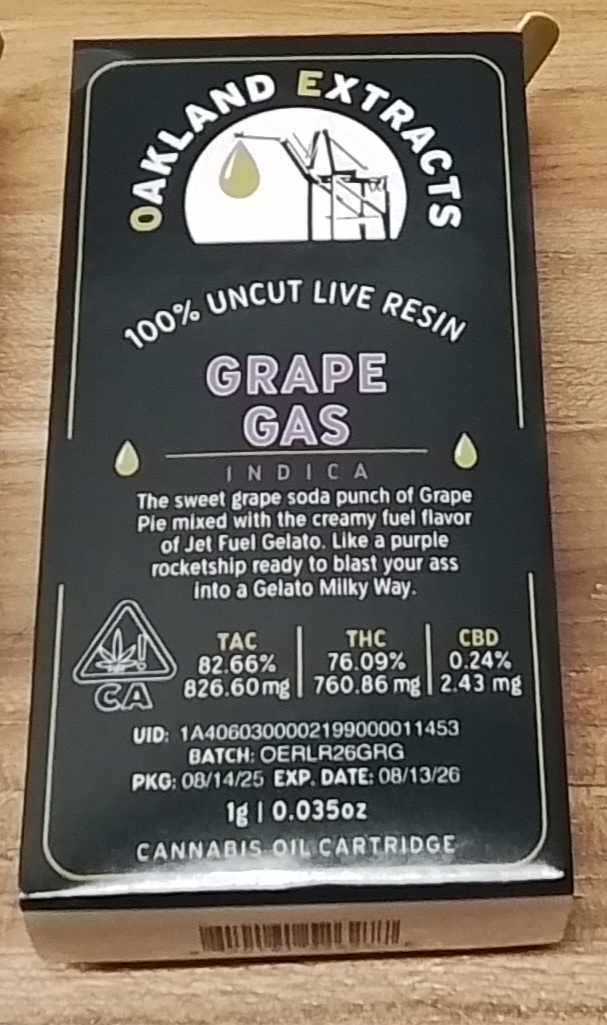 OAKLAND EXTRACTS
100% UNCUT LIVE RESIN
GRAPE
GAS
INDICA
The sweet grape soda punch of Grape
Pie mixed with the creamy fuel flavor
of Jet Fuel Gelato. Like a purple
rocketship ready to blast your ass
into a Gelato Milky Way.
TAC THC CBD
82.66% 76.09% 0.24%
826.60mg 760.86 mg 2.43 mg
CA
UID: 1A4060300002199000011453
BATCH: OERLR26GRG
PKG: 08/14/25 EXP. DATE: 08/13/26
1g | 0.035oz
CANNABIS OIL CARTRIDGE